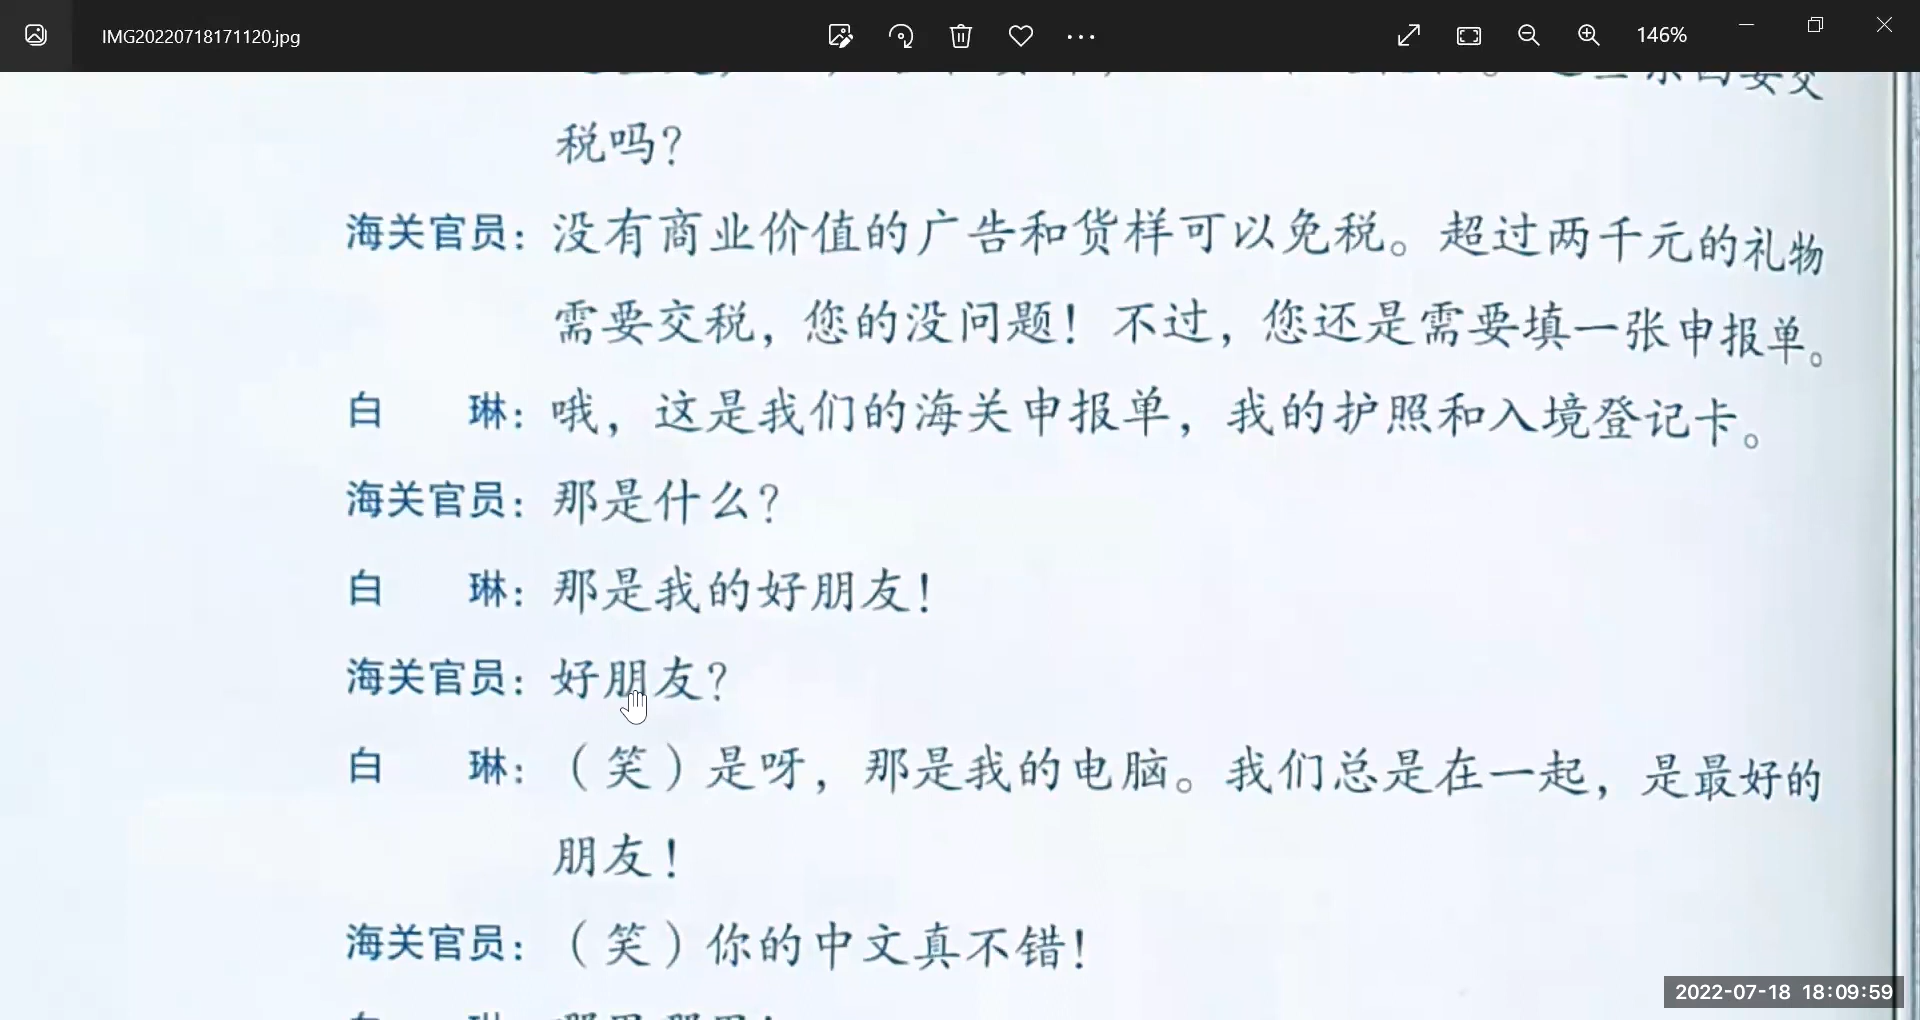 IMG20220718171120.jpg
146%
要交
税吗？
海关官员：没有商业价值的广告和货样可以免税。超过两千元的礼物
需要交税，您的没问题！不过，您还是需要填一张申报单。
白　　琳：哦，这是我们的海关申报单，我的护照和入境登记卡。
海关官员：那是什么？
白　　琳：那是我的好朋友！
海关官员：好朋友？
白　　琳：（笑）是呀，那是我的电脑。我们总是在一起，是最好的
朋友！
海关官员：（笑）你的中文真不错！
2022-07-18 18:09:59